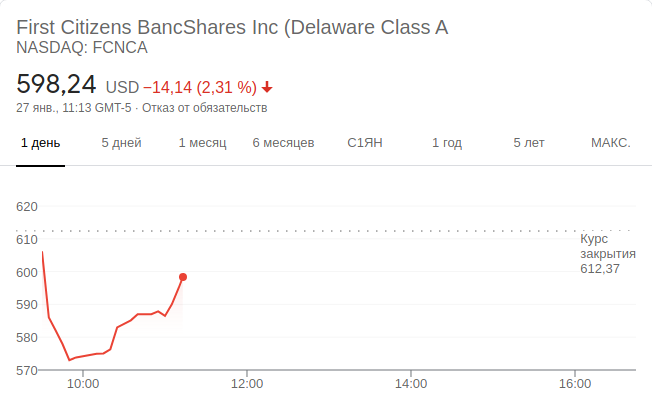 First Citizens BancShares Inc (Delaware Class A
NASDAQ: FCNCA
598,24 USD −14,14 (2,31 %)
27 янв., 11:13 GMT-5 · Отказ от обязательств
1 день 5 дней 1 месяц 6 месяцев С1ЯН 1 год 5 лет МАКС.
620
610
Курс
закрытия
612,37
600
590
580
570
10:00 12:00 14:00 16:00